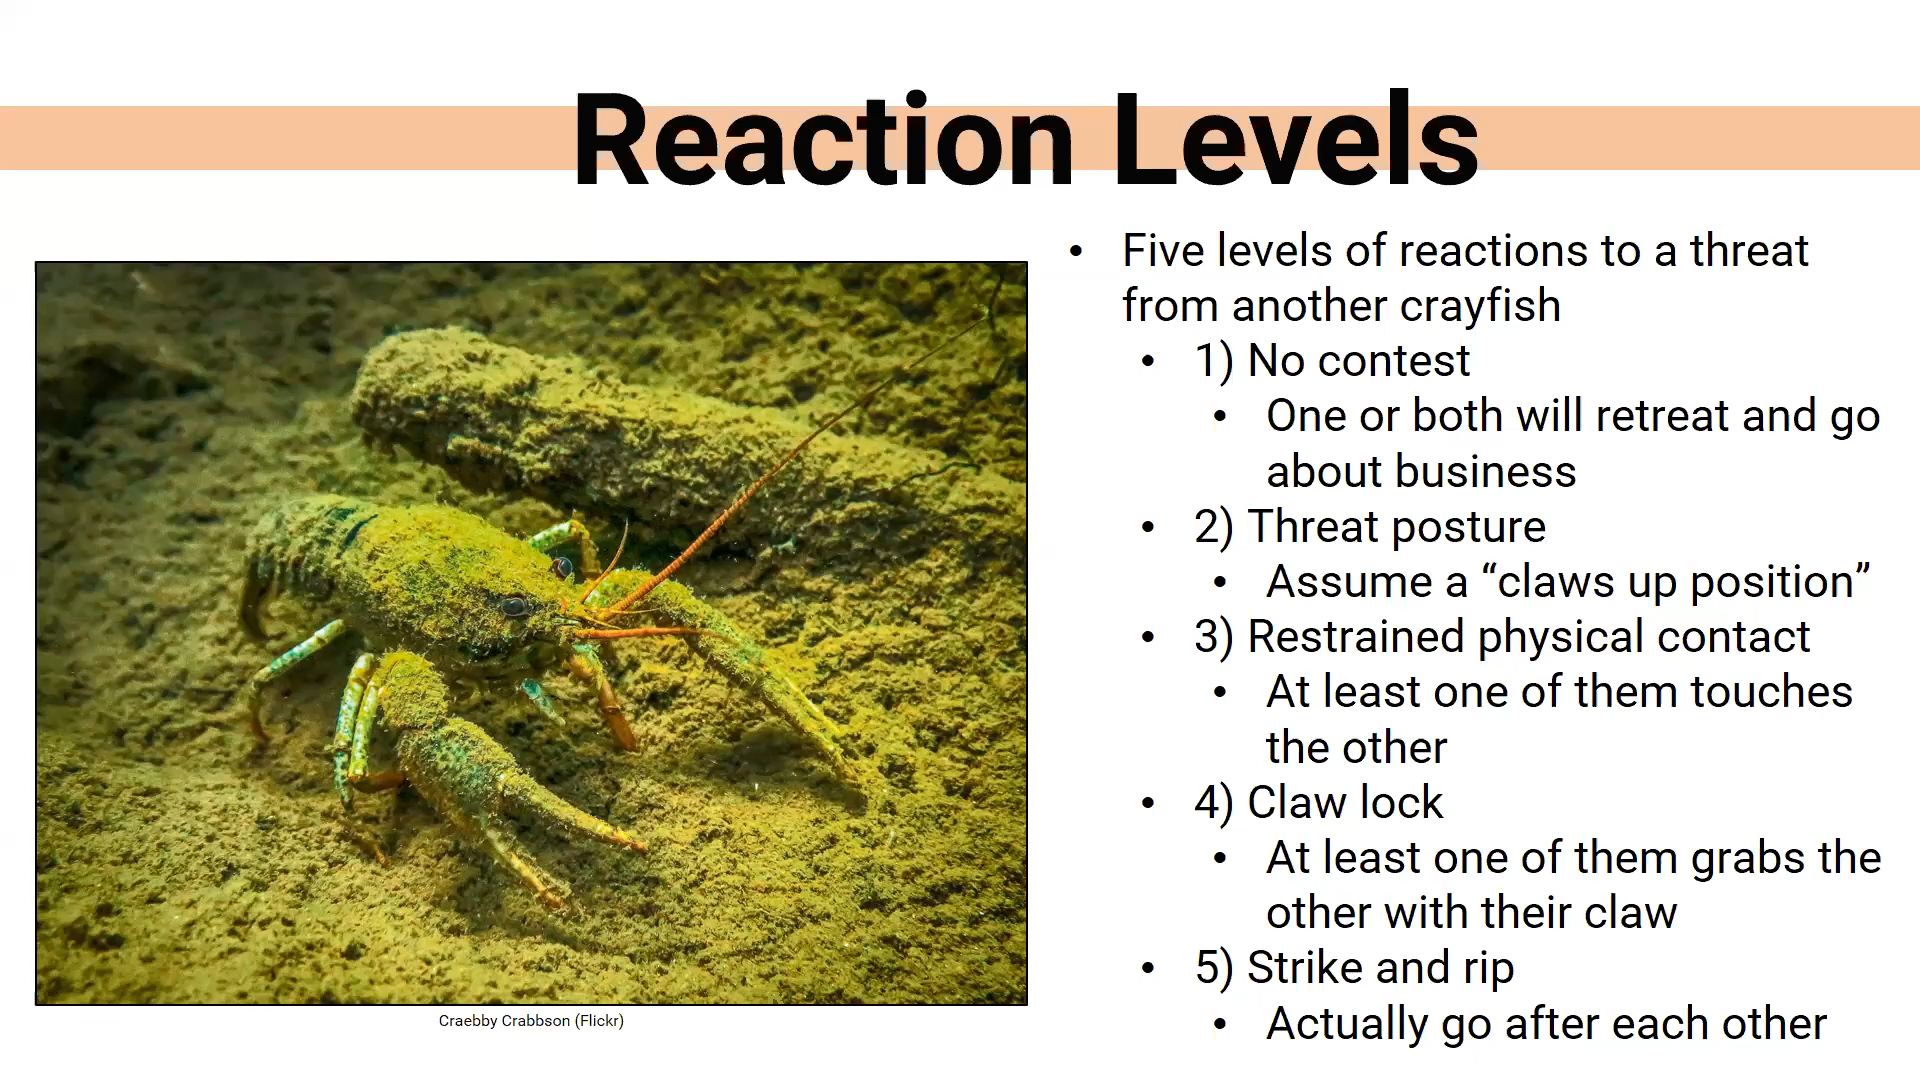 Reaction Levels
• Five levels of reactions to a threat
from another crayfish
• 1) No contest
• One or both will retreat and go
about business
• 2) Threat posture
• Assume a “claws up position”
• 3) Restrained physical contact
• At least one of them touches
the other
• 4) Claw lock
• At least one of them grabs the
other with their claw
• 5) Strike and rip
• Actually go after each other
Craebby Crabbson (Flickr)